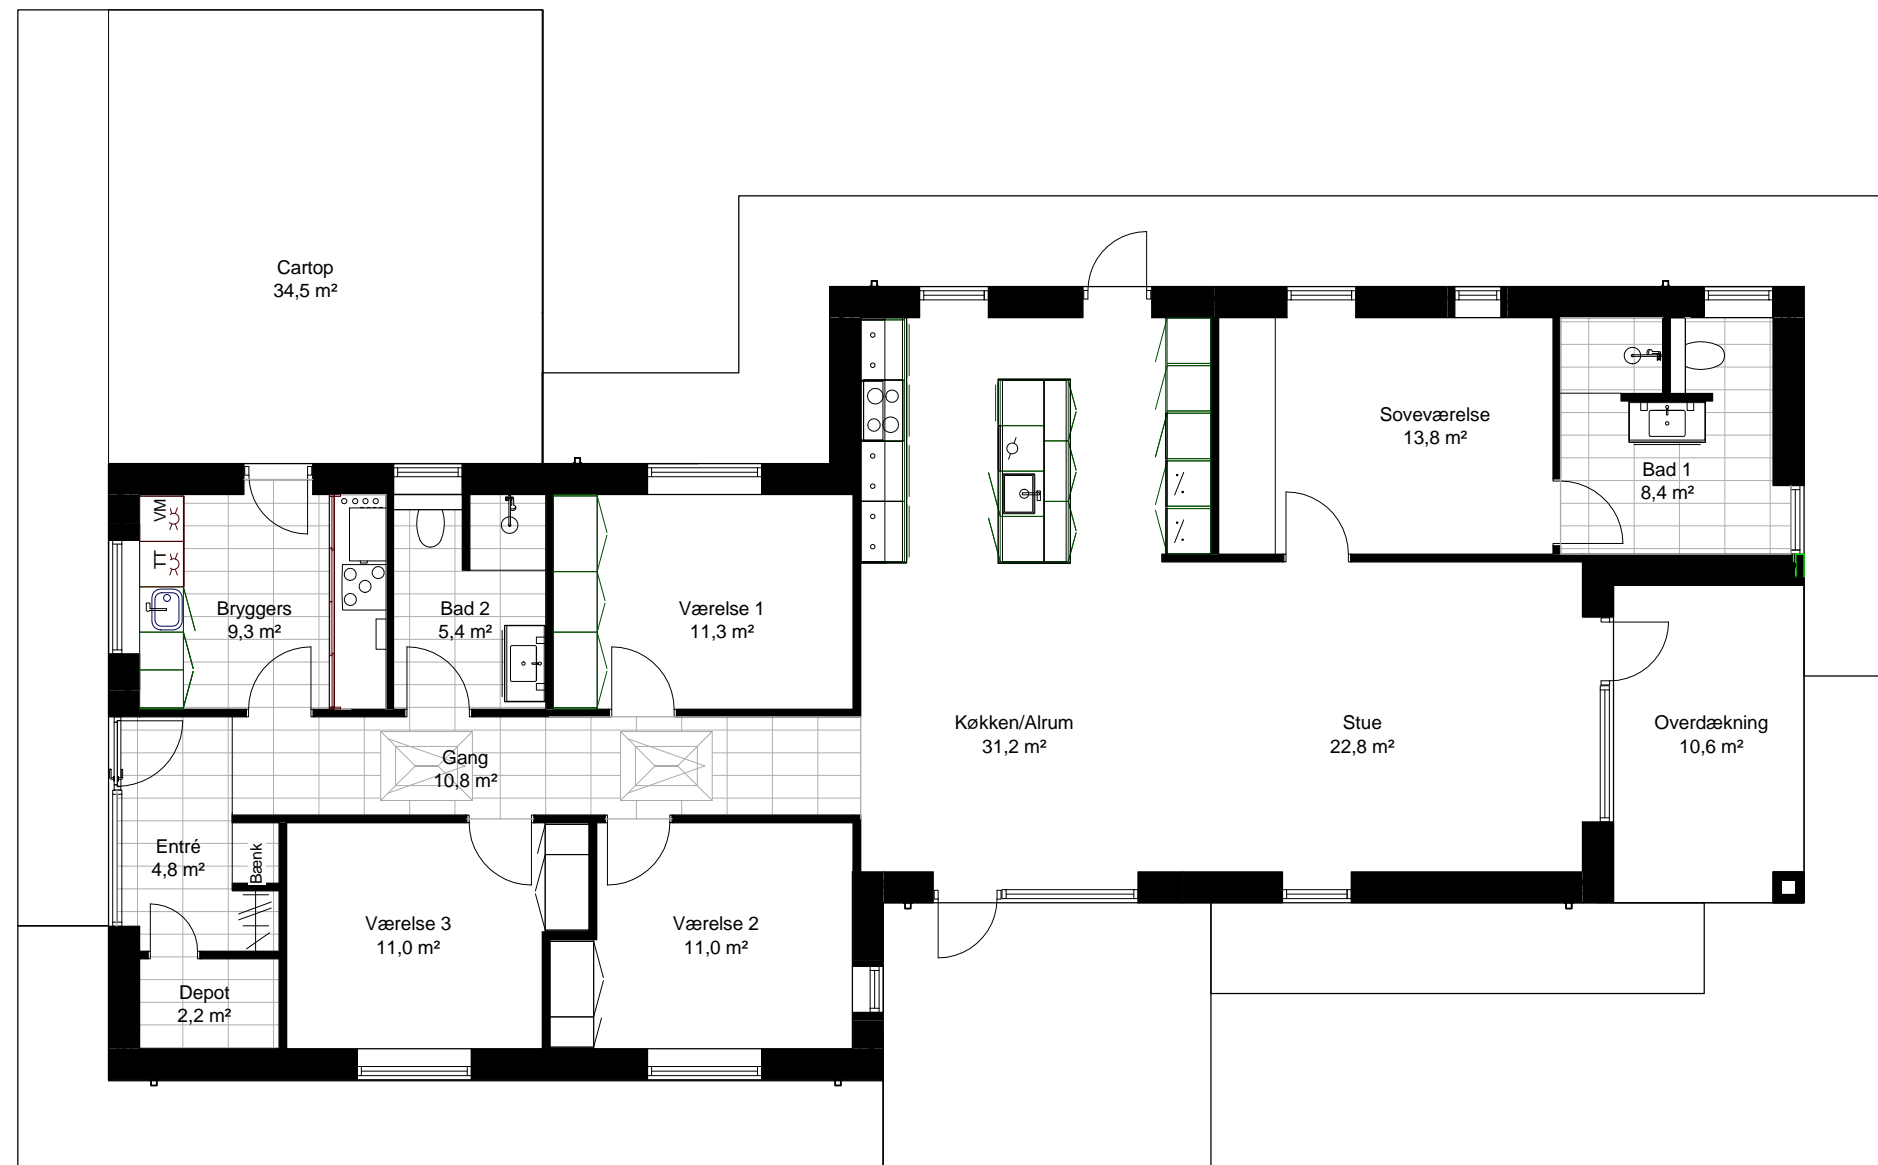 Cartop
34,5 m²
Soveværelse
13,8 m²
Bad 1
8,4 m²
VM
TT
Bryggers
9,3 m²
Bad 2
5,4 m²
Værelse 1
11,3 m²
Køkken/Alrum
31,2 m²
Stue
22,8 m²
Overdækning
10,6 m²
Gang
10,8 m²
Entré
4,8 m²
Bænk
Værelse 3
11,0 m²
Værelse 2
11,0 m²
Depot
2,2 m²